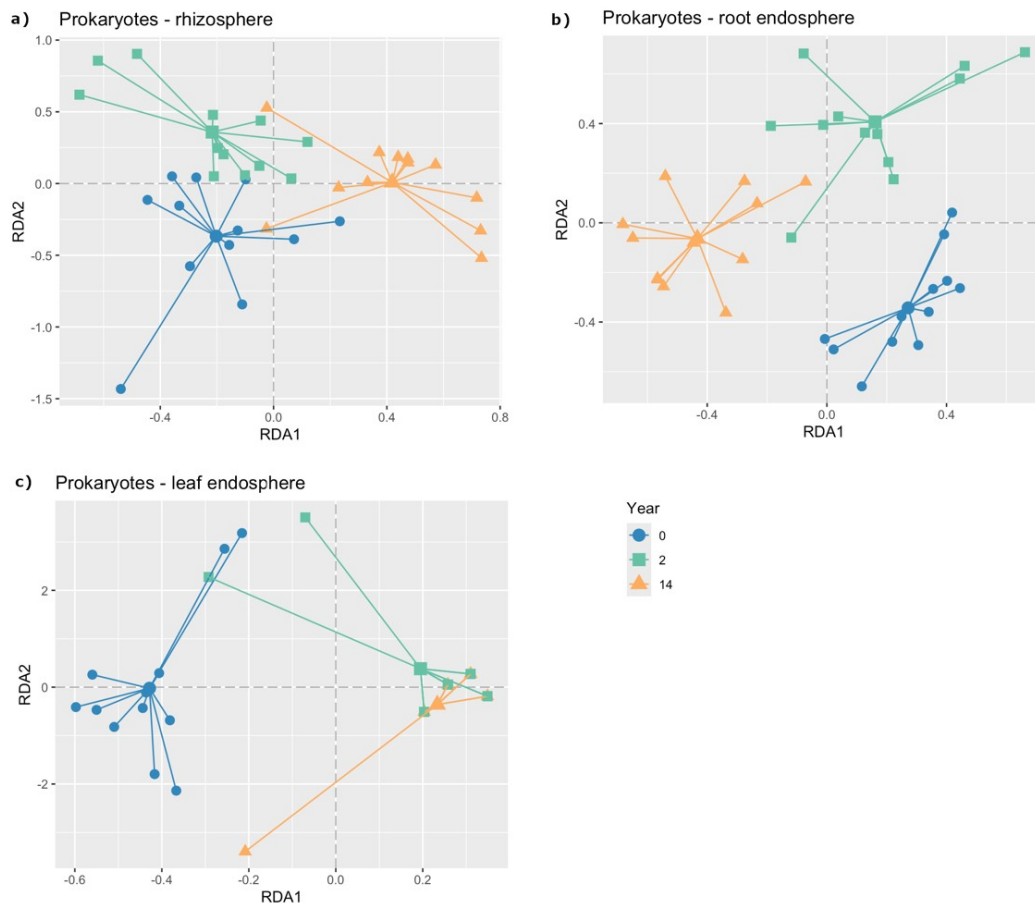 a) Prokaryotes - rhizosphere
1.0
0.5
0.0
-0.5
-1.0
-1.5
RDA2
-0.4 0.0 0.4 0.8
RDA1
b) Prokaryotes - root endosphere
0.4
0.0
-0.4
RDA2
-0.4 0.0 0.4
RDA1
c) Prokaryotes - leaf endosphere
2
0
-2
RDA2
-0.6 -0.4 -0.2 0.0 0.2
RDA1
Year
0
2
14